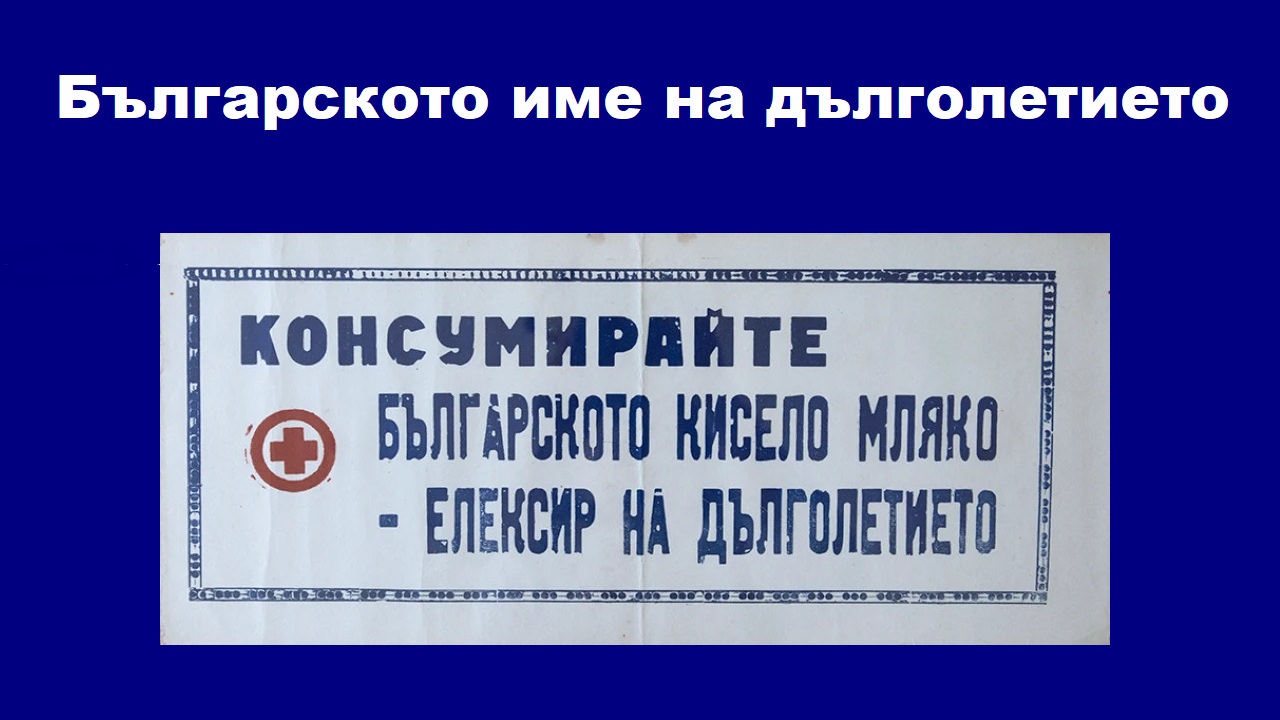 Българското име на дълголетието
КОНСУМИРАЙТЕ
БЪЛГАРСКОТО КИСЕЛО МЛЯКО
- ЕЛЕКСИР НА ДЪЛГОЛЕТИЕТО